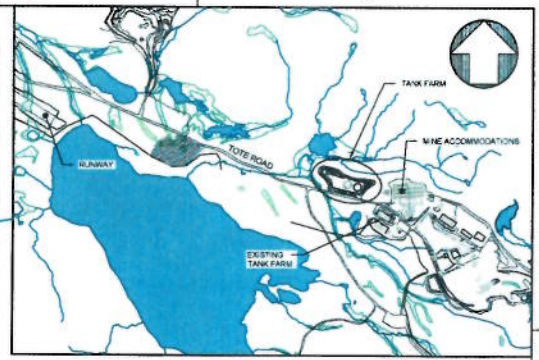 TANK FARM
MINE ACCOMMODATIONS
TOTE ROAD
RUNWAY
EXISTING
TANK FARM